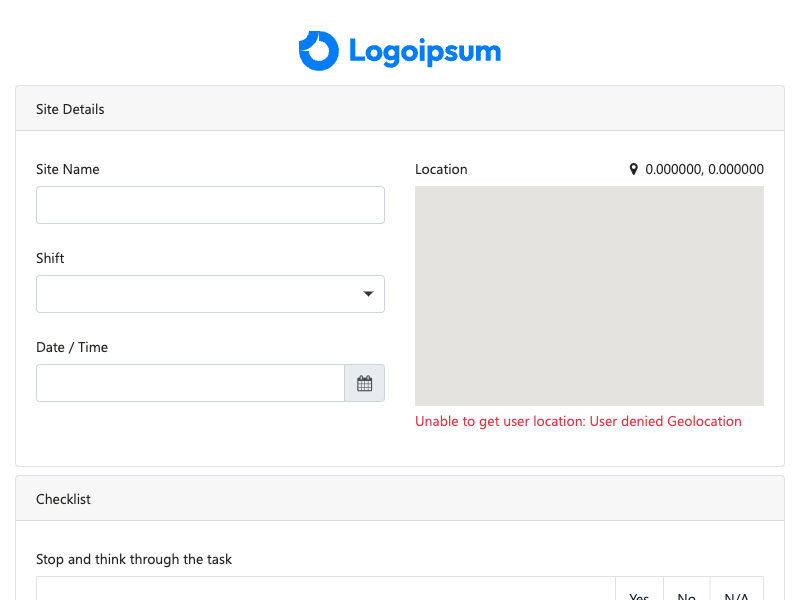 Logoipsum
Site Details
Site Name
Location
0.000000, 0.000000
Shift
Date / Time
Unable to get user location: User denied Geolocation
Checklist
Stop and think through the task
Yes No N/A